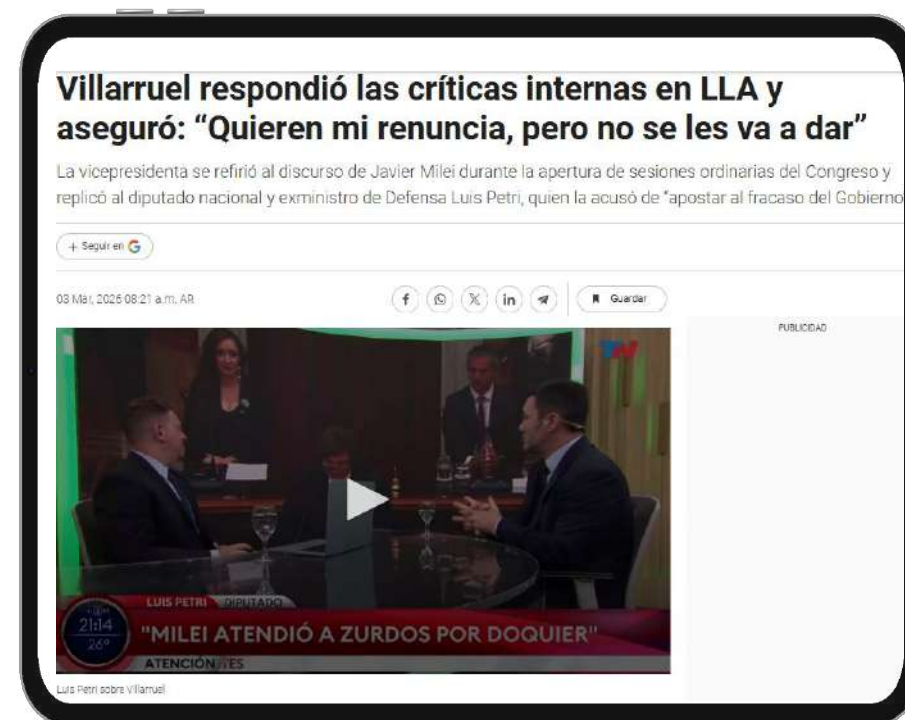 Villarruel respondió las críticas internas en LLA y
aseguró: “Quieren mi renuncia, pero no se les va a dar”
La vicepresidenta se refirió al discurso de Javier Milei durante la apertura de sesiones ordinarias del Congreso y
replicó al diputado nacional y exministro de Defensa Luis Petri, quien la acusó de “apostar al fracaso del Gobierno
+ Seguir en G
03 Mar, 2026 08:21 a.m. AR
Guardar
PUBLICIDAD
TN
LUIS PETRI DIPUTADO
21:14
26°
"MILEI ATENDIÓ A ZURDOS POR DOQUIER"
ATENCIÓN
Luis Petri sobre Villarruel